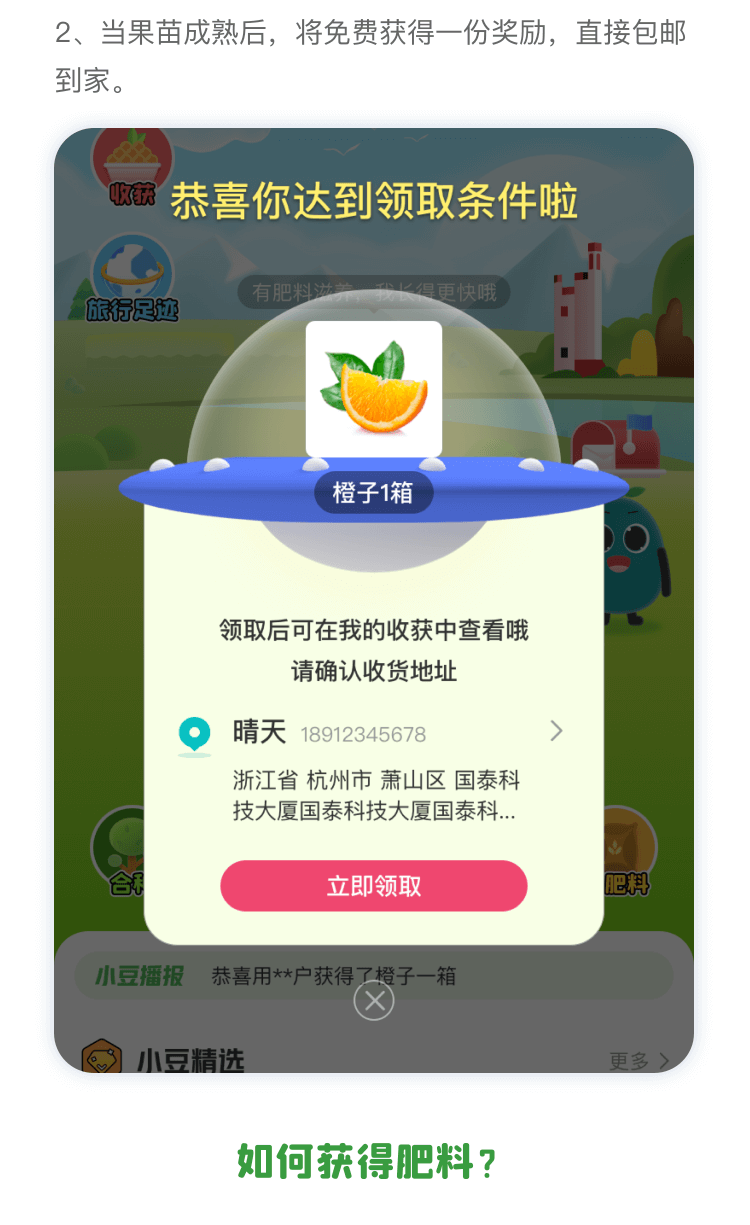 2、当果苗成熟后，将免费获得一份奖励，直接包邮
到家。
收获
恭喜你达到领取条件啦
旅行足迹
有肥料滋养，我长得更快哦
橙子1箱
领取后可在我的收获中查看哦
请确认收货地址
晴天 18912345678
浙江省 杭州市 萧山区 国泰科
技大厦国泰科技大厦国泰科...
合种
肥料
立即领取
小豆播报 恭喜用**户获得了橙子一箱
小豆精选 更多
如何获得肥料？